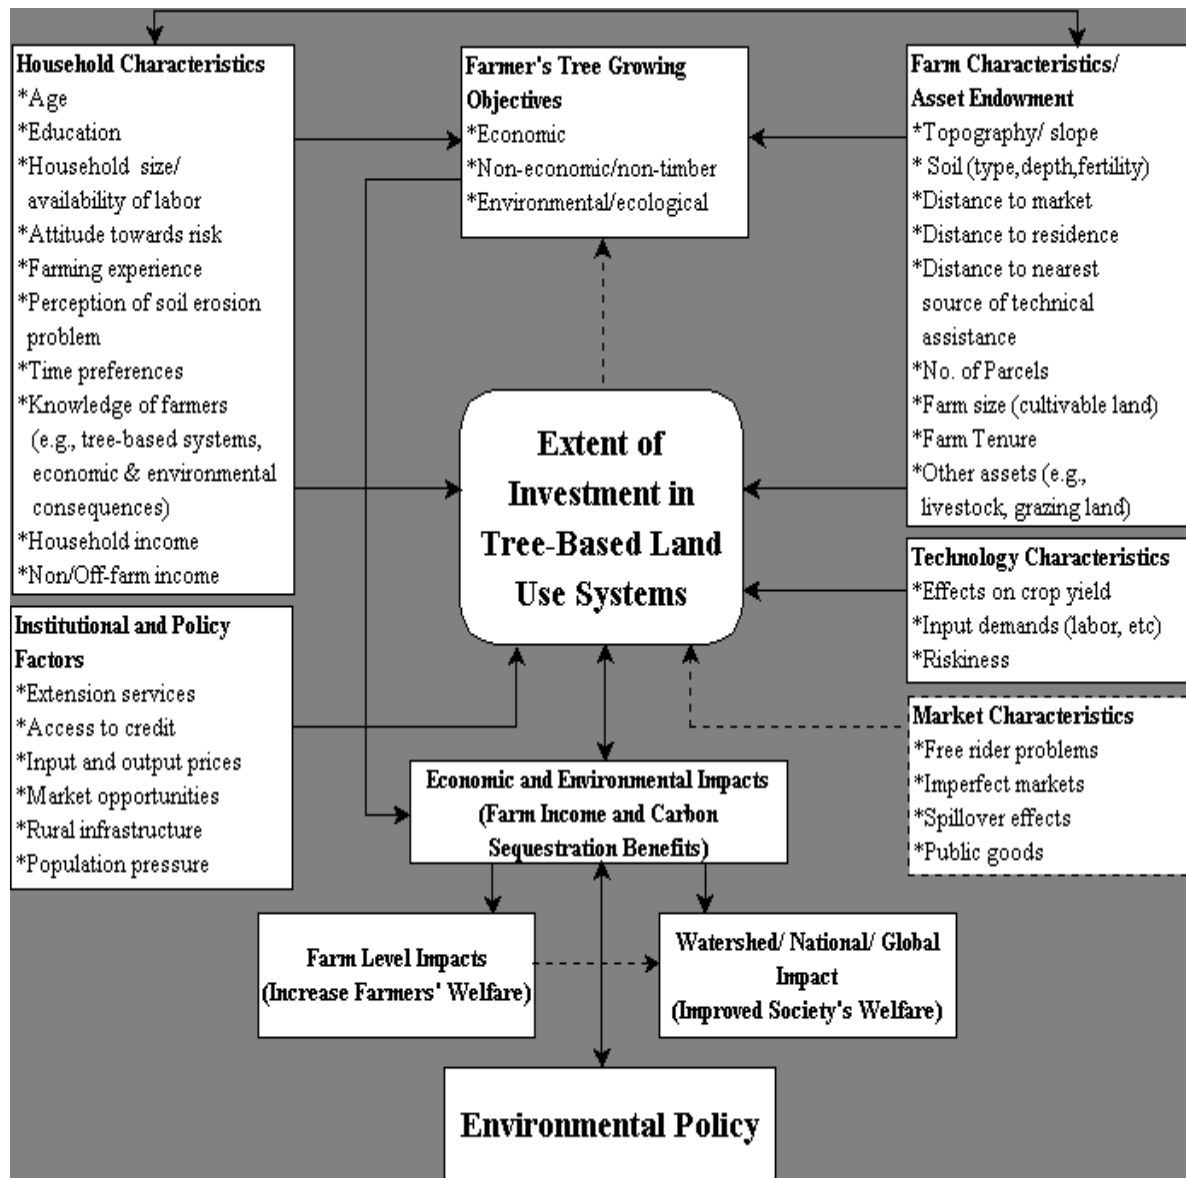 Household Characteristics
*Age
*Education
*Household size/
availability of labor
*Attitude towards risk
*Farming experience
*Perception of soil erosion
problem
*Time preferences
*Knowledge of farmers
(e.g., tree-based systems,
economic & environmental
consequences)
*Household income
*Non/Off-farm income
Institutional and Policy
Factors
*Extension services
*Access to credit
*Input and output prices
*Market opportunities
*Rural infrastructure
*Population pressure
Farmer's Tree Growing
Objectives
*Economic
*Non-economic/non-timber
*Environmental/ecological
Extent of
Investment in
Tree-Based Land
Use Systems
Economic and Environmental Impacts
(Farm Income and Carbon
Sequestration Benefits)
Farm Level Impacts
(Increase Farmers' Welfare)
Watershed/ National/ Global
Impact
(Improved Society's Welfare)
Environmental Policy
Farm Characteristics/
Asset Endowment
*Topography/ slope
* Soil (type,depth,fertility)
*Distance to market
*Distance to residence
*Distance to nearest
source of technical
assistance
*No. of Parcels
*Farm size (cultivable land)
*Farm Tenure
*Other assets (e.g.,
livestock, grazing land)
Technology Characteristics
*Effects on crop yield
*Input demands (labor, etc)
*Riskiness
Market Characteristics
*Free rider problems
*Imperfect markets
*Spillover effects
*Public goods